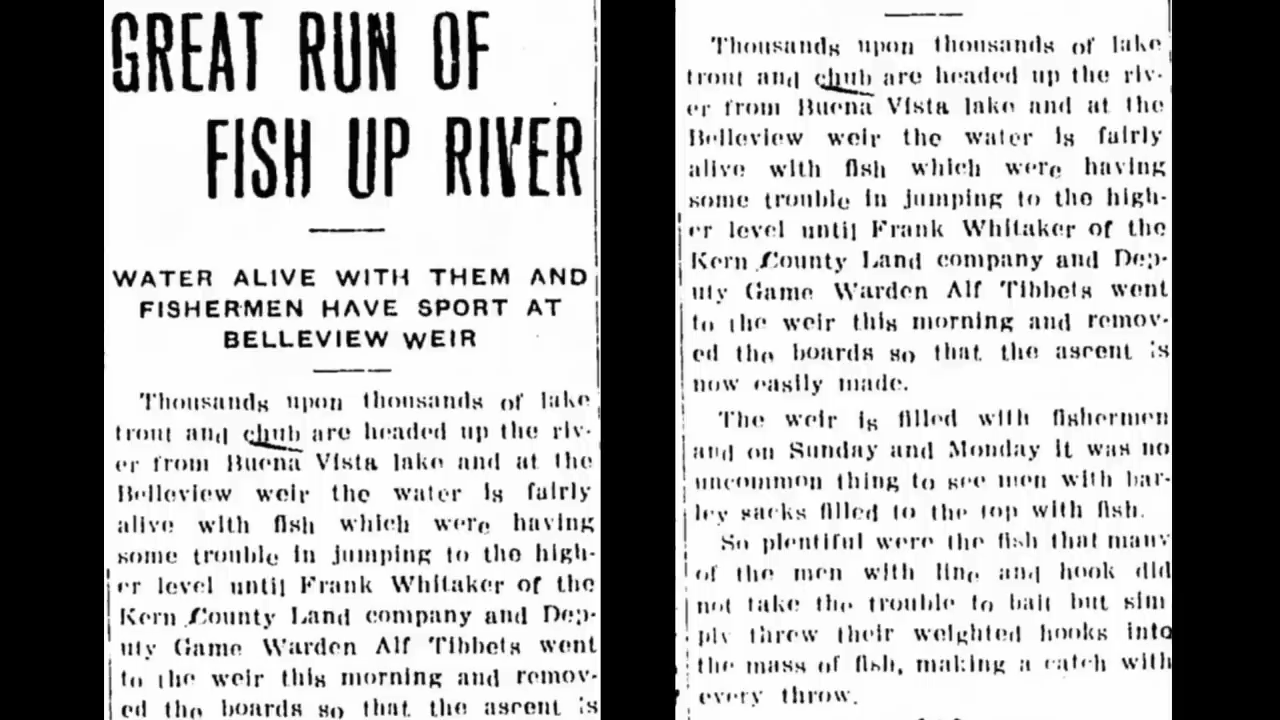 GREAT RUN OF
FISH UP RIVER
WATER ALIVE WITH THEM AND
FISHERMEN HAVE SPORT AT
BELLEVIEW WEIR
Thousands upon thousands of lake
trout and chub are headed up the riv-
er from Buena Vista lake and at the
Belleview weir the water is fairly
alive with fish which were having
some trouble in jumping to the high-
er level until Frank Whitaker of the
Kern County Land company and Dep-
uty Game Warden Alf Tibbets went
to the weir this morning and remov-
ed the boards so that the ascent is
Thousands upon thousands of lake
trout and chub are headed up the riv-
er from Buena Vista lake and at the
Belleview weir the water is fairly
alive with fish which were having
some trouble in jumping to the high-
er level until Frank Whitaker of the
Kern County Land company and Dep-
uty Game Warden Alf Tibbets went
to the weir this morning and remov-
ed the boards so that the ascent is
now easily made.
The weir is filled with fishermen
and on Sunday and Monday it was no
uncommon thing to see men with bar-
ley sacks filled to the top with fish.
So plentiful were the fish that many
of the men with line and hook did
not take the trouble to bait but sim
ply threw their weighted hooks into
the mass of fish, making a catch with
every throw.